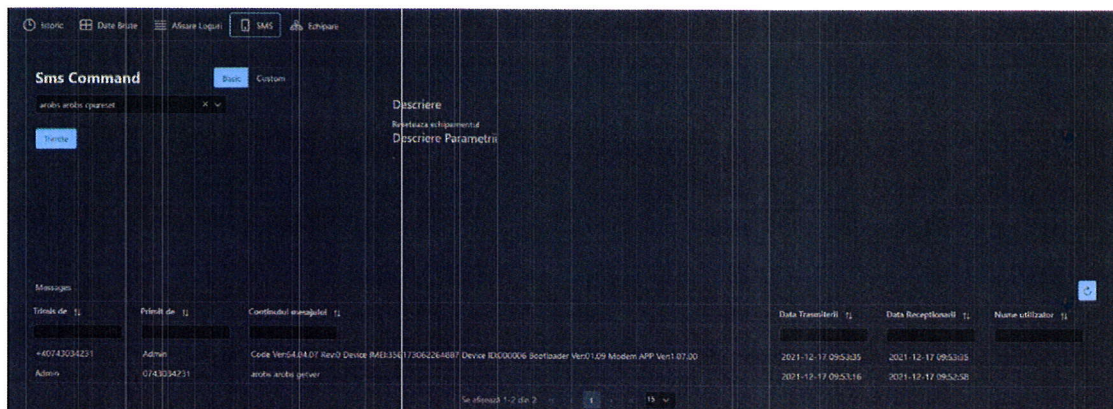 Istoric Date Brute Afisare Loguri SMS Echipare
Sms Command Basic Custom
arobs arobs cpureset
Descriere
Reseteaza echipamentul
Trimite
Descriere Parametrii
-
Messages
Trimis de Primit de Continutul mesajului Data Trasmiterii Data Receptionarii Nume utilizator
+40743034231 Admin Code Ver:64.04.07 Rev:0 Device Device ID:000006 Bootloader Ver:01.09 Modem APP Ver:1.07.00 2021-12-17 09:53:35 2021-12-17 09:53:35
Admin 0743034231 arobs arobs getver 2021-12-17 09:53:16 2021-12-17 09:52:58
Se afișează 1-2 din 2 « ‹ 1 › » 15